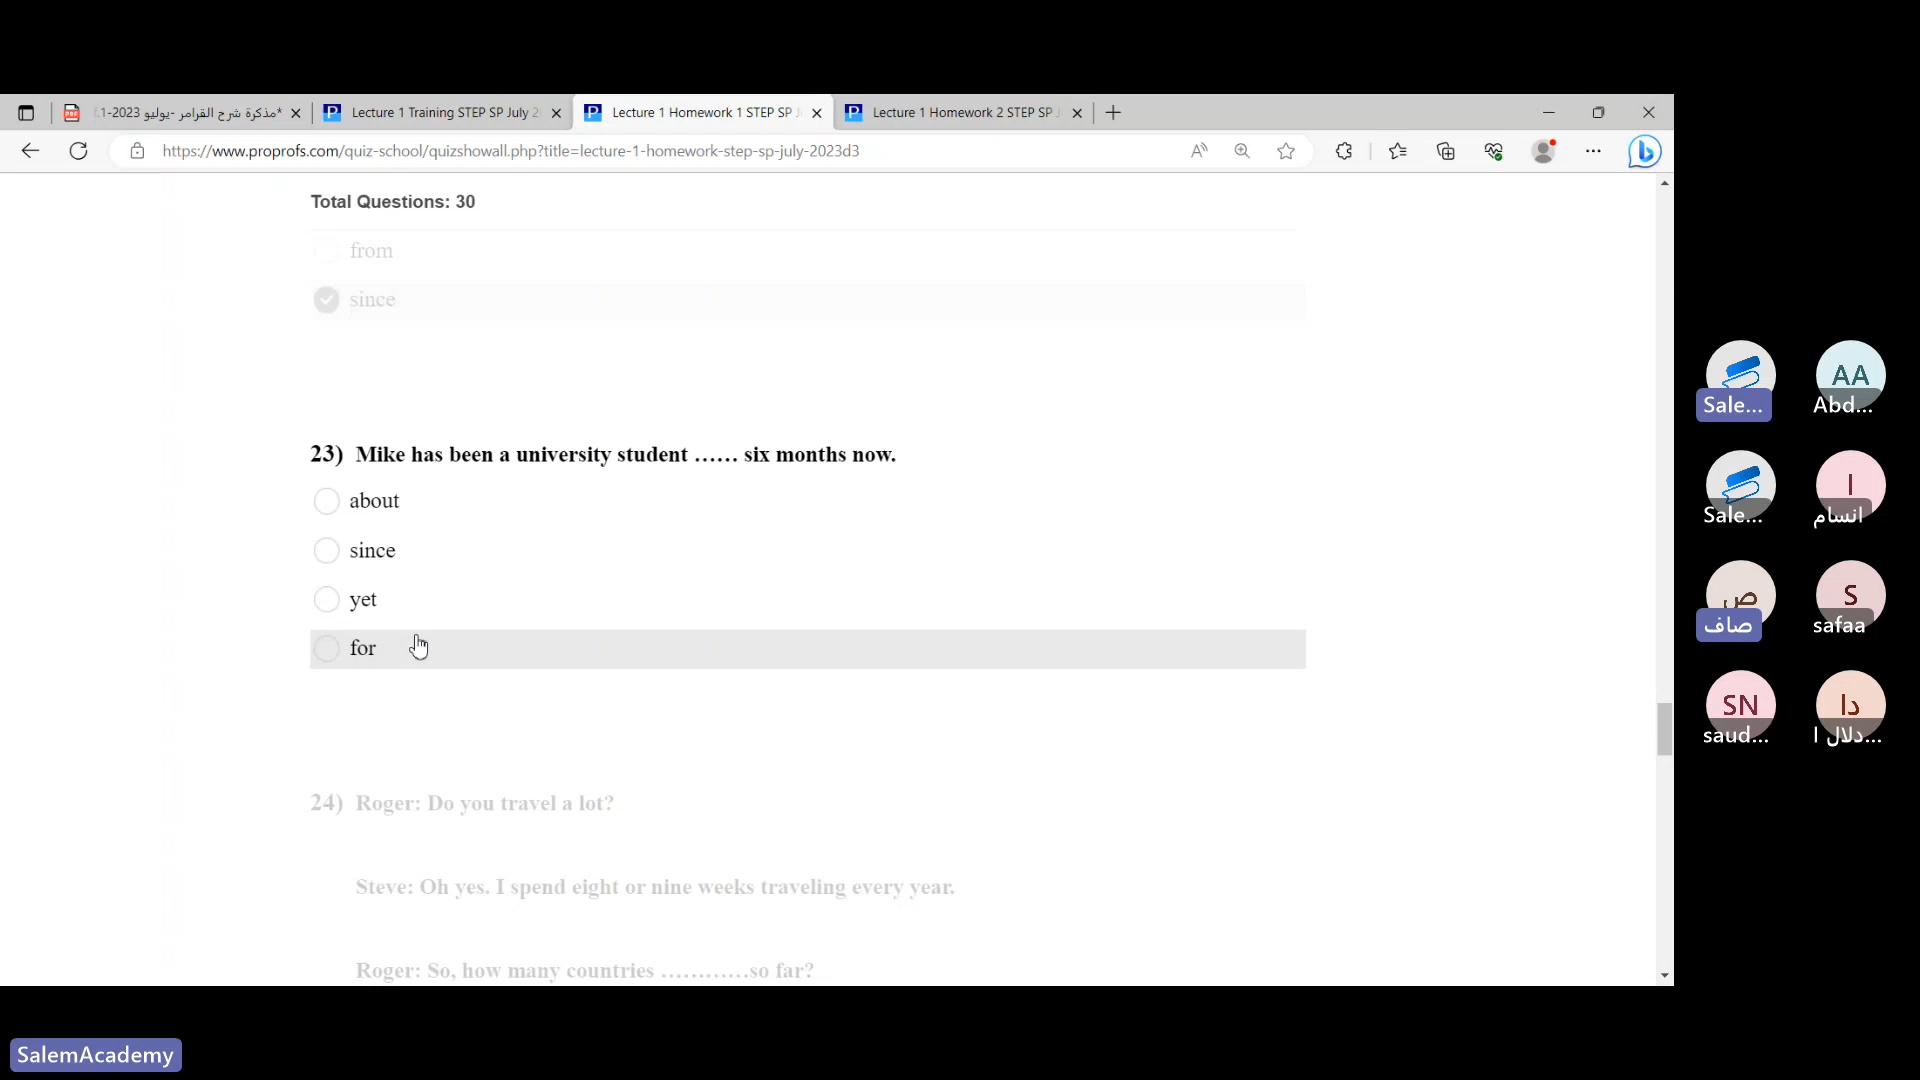 *مذكرة شرح القرامر -يوليو 2023-1.
Lecture 1 Training STEP SP July 2
Lecture 1 Homework 1 STEP SP J
Lecture 1 Homework 2 STEP SP J
https://www.proprofs.com/quiz-school/quizshowall.php?title=lecture-1-homework-step-sp-july-2023d3
Total Questions: 30
from
since
23) Mike has been a university student …… six months now.
about
since
yet
for
24) Roger: Do you travel a lot?
Steve: Oh yes. I spend eight or nine weeks traveling every year.
Roger: So, how many countries …………so far?
Sale...
AA
Abd...
Sale...
ا
انسام
ص
صاف
S
safaa
SN
saud...
دا
دلال ا...
SalemAcademy